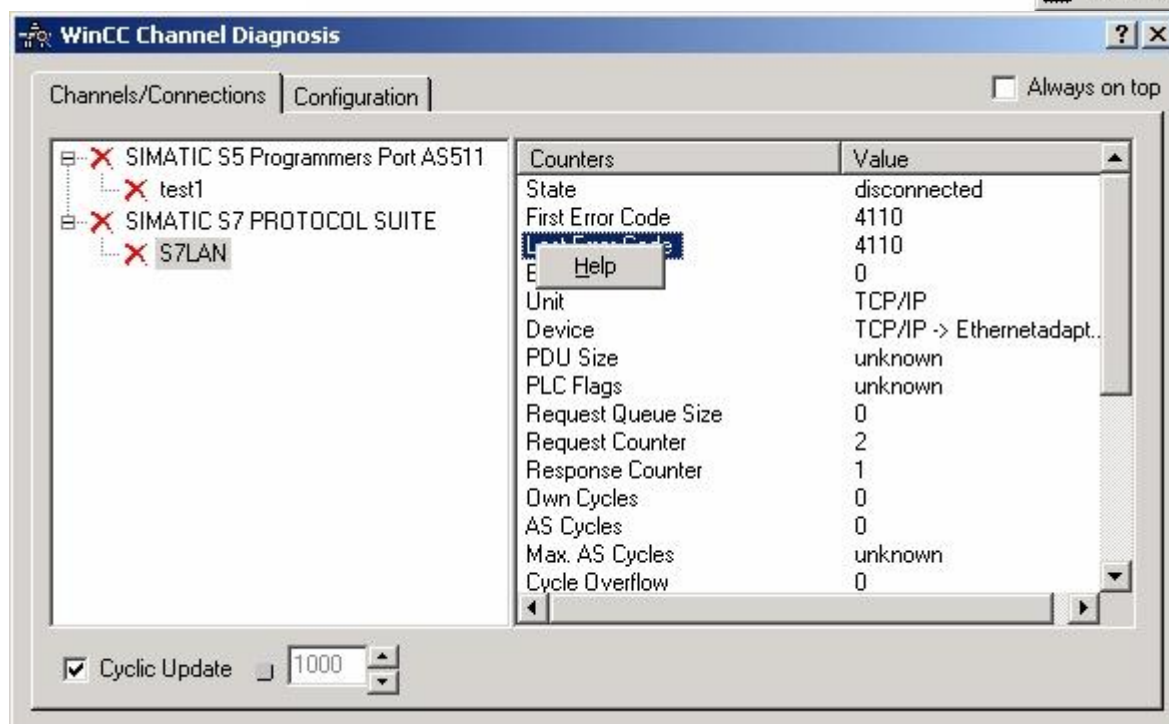 WinCC Channel Diagnosis
Channels/Connections Configuration Always on top
SIMATIC S5 Programmers Port AS511
test1
SIMATIC S7 PROTOCOL SUITE
S7LAN
Counters Value
State disconnected
First Error Code 4110
Last Error Code 4110
Help
E 0
Unit TCP/IP
Device TCP/IP -> Ethernetadapt..
PDU Size unknown
PLC Flags unknown
Request Queue Size 0
Request Counter 2
Response Counter 1
Own Cycles 0
AS Cycles 0
Max. AS Cycles unknown
Cycle Overflow 0
Cyclic Update 1000